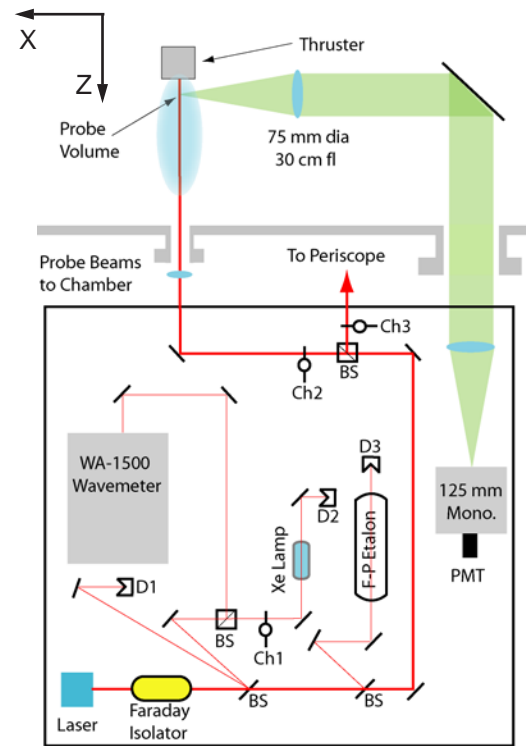 X
Z
Thruster
Probe
Volume
75 mm dia
30 cm fl
Probe Beams
to Chamber
To Periscope
Ch3
BS
Ch2
WA-1500
Wavemeter
D3
D2
125 mm
Mono.
Xe Lamp
F-P Etalon
PMT
D1
BS
Ch1
Laser
Faraday
Isolator
BS
BS